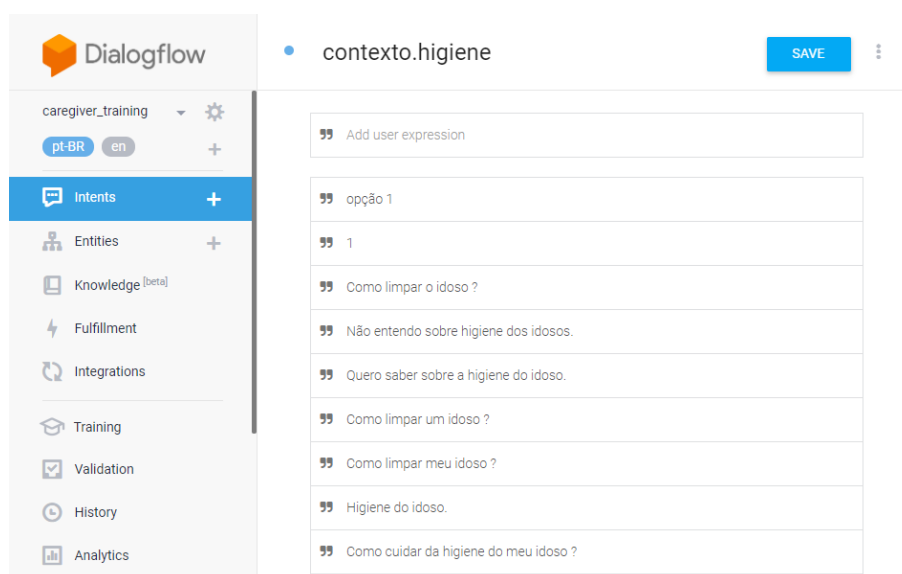 Dialogflow
caregiver_training
pt-BR en
Intents
Entities
Knowledge [beta]
Fulfillment
Integrations
Training
Validation
History
Analytics
contexto.higiene
SAVE
Add user expression
opção 1
1
Como limpar o idoso ?
Não entendo sobre higiene dos idosos.
Quero saber sobre a higiene do idoso.
Como limpar um idoso ?
Como limpar meu idoso ?
Higiene do idoso.
Como cuidar da higiene do meu idoso ?